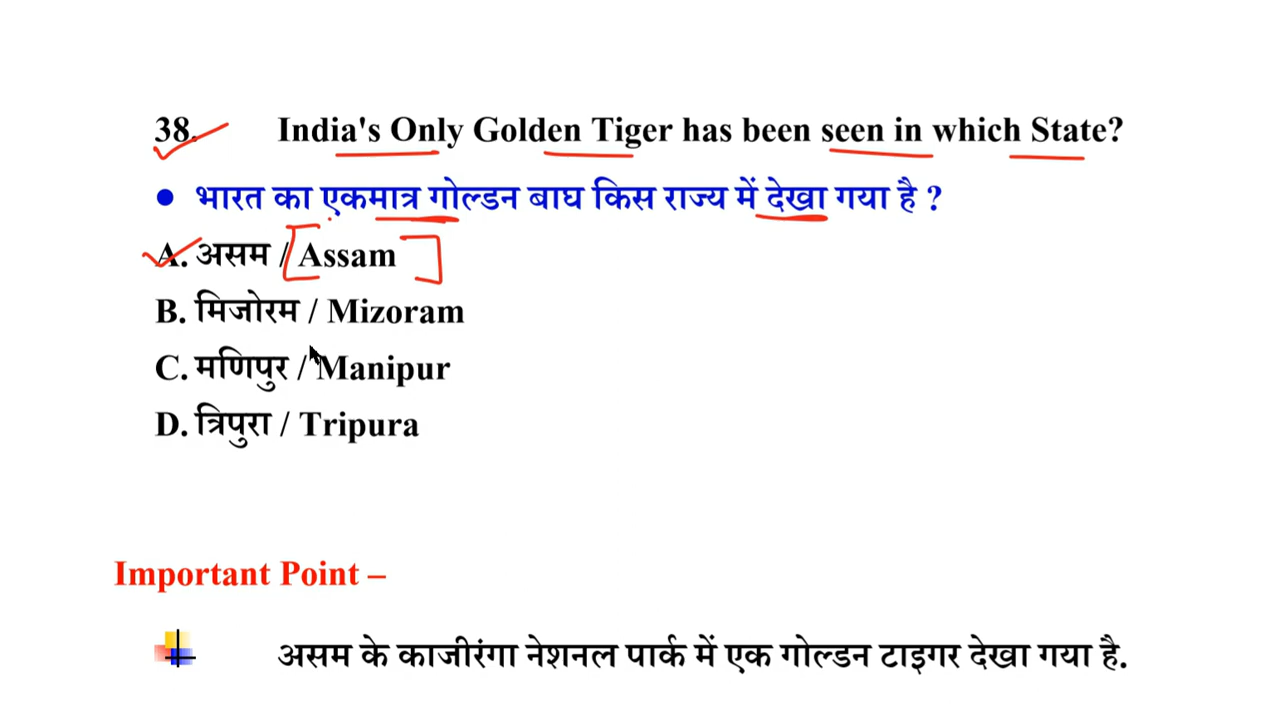 38. India's Only Golden Tiger has been seen in which State?
• भारत का एकमात्र गोल्डन बाघ किस राज्य में देखा गया है ?
A. असम / Assam
B. मिजोरम / Mizoram
C. मणिपुर / Manipur
D. त्रिपुरा / Tripura
Important Point –
असम के काजीरंगा नेशनल पार्क में एक गोल्डन टाइगर देखा गया है.